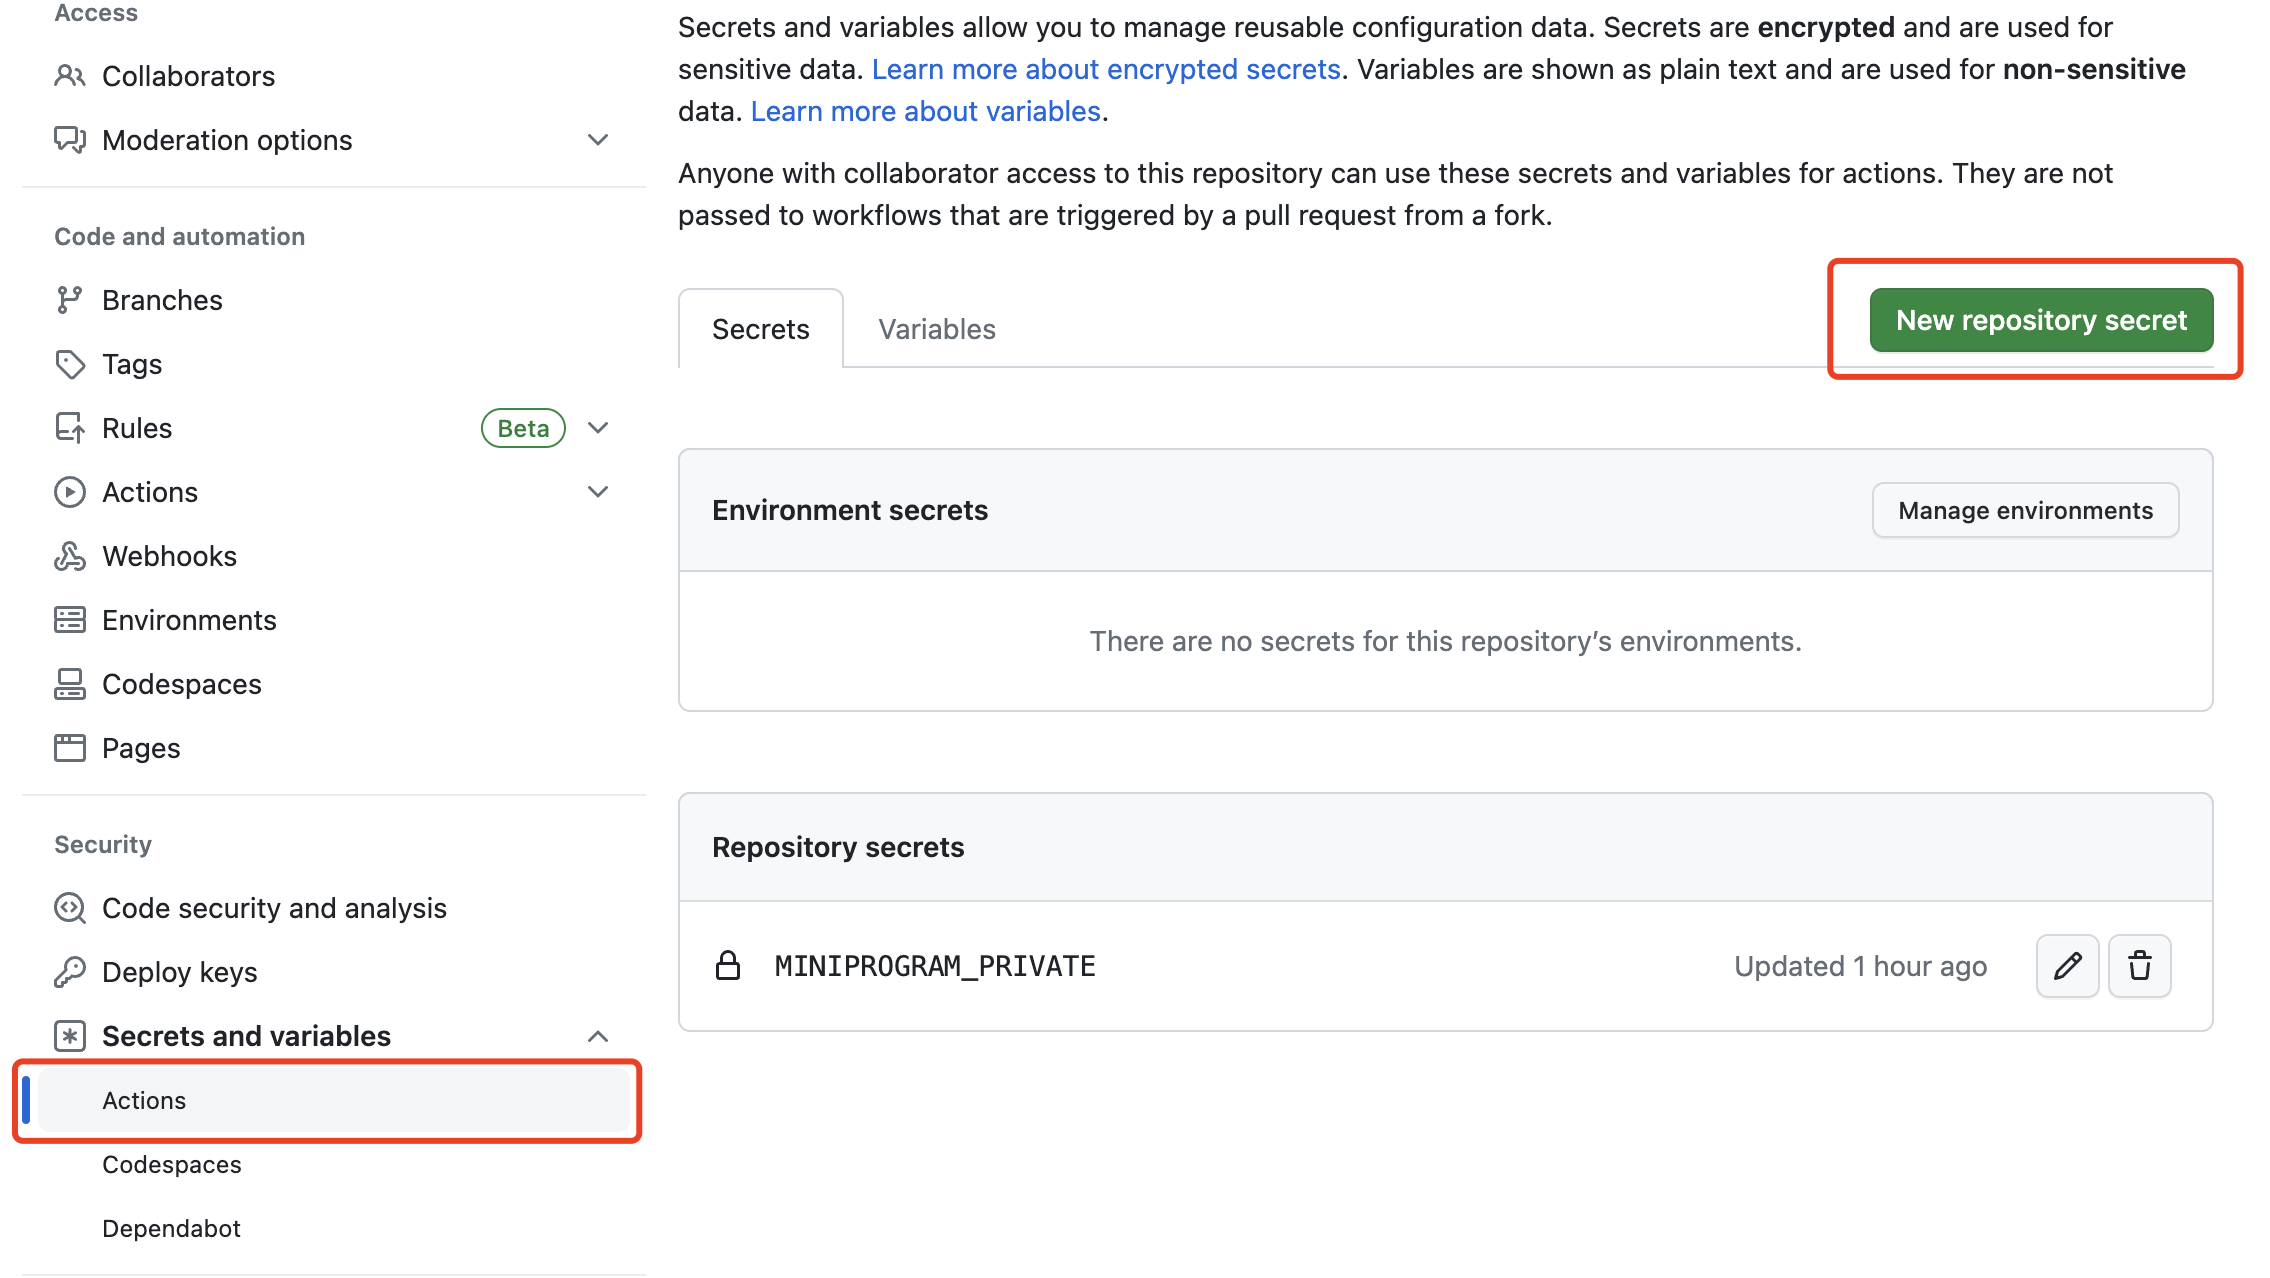 Access
Collaborators
Moderation options
Code and automation
Branches
Tags
Rules Beta
Actions
Webhooks
Environments
Codespaces
Pages
Security
Code security and analysis
Deploy keys
Secrets and variables
Actions
Codespaces
Dependabot
Secrets and variables allow you to manage reusable configuration data. Secrets are encrypted and are used for
sensitive data. Learn more about encrypted secrets. Variables are shown as plain text and are used for non-sensitive
data. Learn more about variables.
Anyone with collaborator access to this repository can use these secrets and variables for actions. They are not
passed to workflows that are triggered by a pull request from a fork.
Secrets Variables New repository secret
Environment secrets Manage environments
There are no secrets for this repository’s environments.
Repository secrets
MINIPROGRAM_PRIVATE Updated 1 hour ago